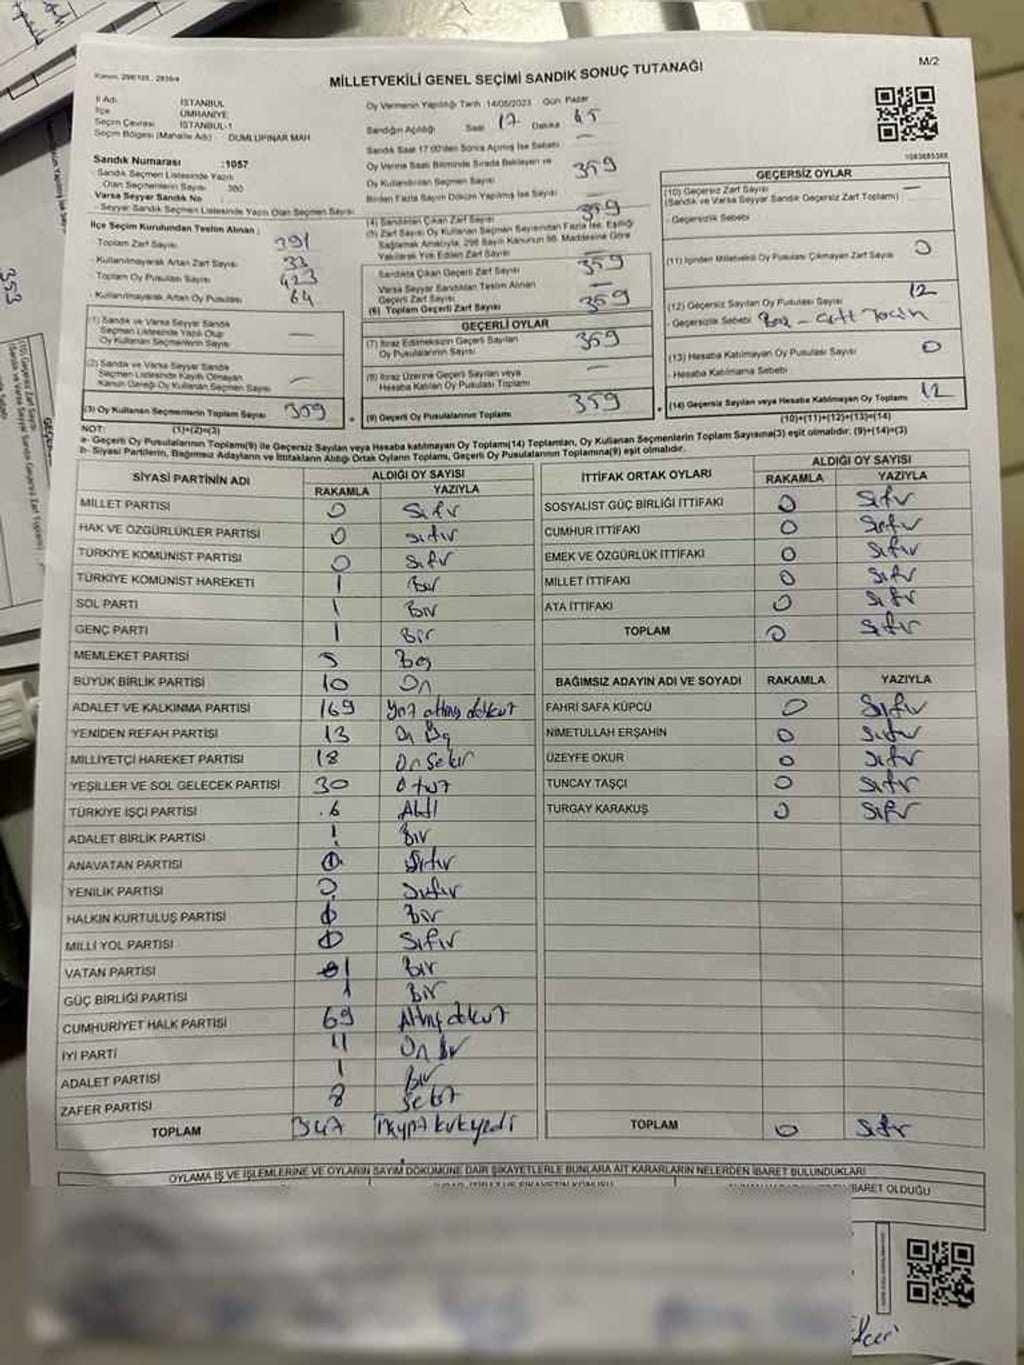 Kanun: 298/105., 2839/4
MİLLETVEKİLİ GENEL SEÇİMİ SANDIK SONUÇ TUTANAĞI
M/2
İl Adı İSTANBUL
İlçe ÜMRANİYE
Seçim Çevresi İSTANBUL-1
Seçim Bölgesi (Mahalle Adı) DUMLUPINAR MAH.
Oy Vermenin Yapıldığı Tarih :14/05/2023 Gün: Pazar
Sandığın Açıldığı Saat 17 Dakika 45
Sandık Saat 17:00'den Sonra Açılmış İse Sebebi —
Oy Verme Saati Bitiminde Sırada Bekleyen ve
Oy Kullandırılan Seçmen Sayısı 359
Birden Fazla Sayım Döküm Yapılmış İse Sayısı —
Sandık Numarası :1057
Sandık Seçmen Listesinde Yazılı
Olan Seçmenlerin Sayısı 380
Varsa Seyyar Sandık No
- Seyyar Sandık Seçmen Listesinde Yazılı Olan Seçmen Sayısı
İlçe Seçim Kurulundan Teslim Alınan :
- Toplam Zarf Sayısı 391
- Kullanılmayarak Artan Zarf Sayısı 32
- Toplam Oy Pusulası Sayısı 423
- Kullanılmayarak Artan Oy Pusulası 64
(1) Sandık ve Varsa Seyyar Sandık
Seçmen Listesinde Yazılı Olup
Oy Kullanan Seçmenlerin Sayısı —
(2) Sandık ve Varsa Seyyar Sandık
Seçmen Listesinde Kayıtlı Olmayan
Kanun Gereği Oy Kullanan Seçmen Sayısı —
(3) Oy Kullanan Seçmenlerin Toplam Sayısı 359
(1)+(2)=(3)
(4) Sandıktan Çıkan Zarf Sayısı 359
(5) Zarf Sayısı Oy Kullanan Seçmen Sayısından Fazla İse, Eşitliği
Sağlamak Amacıyla, 298 Sayılı Kanunun 98. Maddesine Göre
Yakılarak Yok Edilen Zarf Sayısı —
Sandıkta Çıkan Geçerli Zarf Sayısı 359
Varsa Seyyar Sandıktan Teslim Alınan
Geçerli Zarf Sayısı —
(6) Toplam Geçerli Zarf Sayısı 359
GEÇERLİ OYLAR
(7) İtiraz Edilmeksizin Geçerli Sayılan
Oy Pusulalarının Sayısı 359
(8) İtiraz Üzerine Geçerli Sayılan veya
Hesaba Katılan Oy Pusulası Toplamı —
(9) Geçerli Oy Pusulalarının Toplamı 359
1083885388
GEÇERSİZ OYLAR
(10) Geçersiz Zarf Sayısı —
(Sandık ve Varsa Seyyar Sandık Geçersiz Zarf Toplamı)
- Geçersizlik Sebebi
(11) İçinden Milletvekili Oy Pusulası Çıkmayan Zarf Sayısı 0
(12) Geçersiz Sayılan Oy Pusulası Sayısı 12
- Geçersizlik Sebebi
(13) Hesaba Katılmayan Oy Pusulası Sayısı 0
- Hesaba Katılmama Sebebi
(14) Geçersiz Sayılan veya Hesaba Katılmayan Oy Pusulası Toplamı 12
(10)+(11)+(12)+(13)=(14)
NOT:
a- Geçerli Oy Pusulalarının Toplamı(9) ile Geçersiz Sayılan veya Hesaba katılmayan Oy Toplamı(14) Toplamları, Oy Kullanan Seçmenlerin Toplam Sayısına(3) eşit olmalıdır. (9)+(14)=(3)
b- Siyasi Partilerin, Bağımsız Adayların ve İttifakların Aldığı Ortak Oyların Toplamı, Geçerli Oy Pusulalarının Toplamına(9) eşit olmalıdır.
SİYASİ PARTİNİN ADI ALDIĞI OY SAYISI
RAKAMLA YAZIYLA
MİLLET PARTİSİ 0 Sıfır
HAK VE ÖZGÜRLÜKLER PARTİSİ 0 Sıfır
TÜRKİYE KOMÜNİST PARTİSİ 0 Sıfır
TÜRKİYE KOMÜNİST HAREKETİ 1 Bir
SOL PARTİ 1 Bir
GENÇ PARTİ 1 Bir
MEMLEKET PARTİSİ 5 Beş
BÜYÜK BİRLİK PARTİSİ 10 On
ADALET VE KALKINMA PARTİSİ 169 Yüz altmış dokuz
YENİDEN REFAH PARTİSİ 13 On Üç
MİLLİYETÇİ HAREKET PARTİSİ 18 On Sekiz
YEŞİLLER VE SOL GELECEK PARTİSİ 30 Otuz
TÜRKİYE İŞÇİ PARTİSİ 6 Altı
ADALET BİRLİK PARTİSİ 1 Bir
ANAVATAN PARTİSİ 0 Sıfır
YENİLİK PARTİSİ 0 Sıfır
HALKIN KURTULUŞ PARTİSİ 1 Bir
MİLLİ YOL PARTİSİ 0 Sıfır
VATAN PARTİSİ 1 Bir
GÜÇ BİRLİĞİ PARTİSİ 1 Bir
CUMHURİYET HALK PARTİSİ 69 Altmış dokuz
İYİ PARTİ 11 On bir
ADALET PARTİSİ 1 Bir
ZAFER PARTİSİ 8 Sekiz
TOPLAM 347
İTTİFAK ORTAK OYLARI ALDIĞI OY SAYISI
RAKAMLA YAZIYLA
SOSYALİST GÜÇ BİRLİĞİ İTTİFAKI 0 Sıfır
CUMHUR İTTİFAKI 0 Sıfır
EMEK VE ÖZGÜRLÜK İTTİFAKI 0 Sıfır
MİLLET İTTİFAKI 0 Sıfır
ATA İTTİFAKI 0 Sıfır
TOPLAM 0 Sıfır
BAĞIMSIZ ADAYIN ADI VE SOYADI RAKAMLA YAZIYLA
FAHRİ SAFA KÜPCÜ 0 Sıfır
NİMETULLAH ERŞAHİN 0 Sıfır
ÜZEYFE OKUR 0 Sıfır
TUNCAY TAŞÇI 0 Sıfır
TURGAY KARAKUŞ 0 Sıfır
TOPLAM 0 Sıfır
OYLAMA İŞ VE İŞLEMLERİNE VE OYLARIN SAYIM DÖKÜMÜNE DAİR ŞİKAYETLERLE BUNLARA AİT KARARLARIN NELERDEN İBARET BULUNDUKLARI
İBARET OLDUĞU